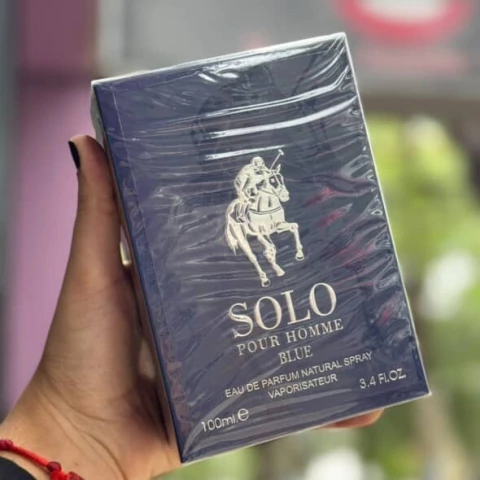 SOLO
POUR HOMME
BLUE
EAU DE PARFUM NATURAL SPRAY
VAPORISATEUR
100ml e 3.4 Fl.OZ.